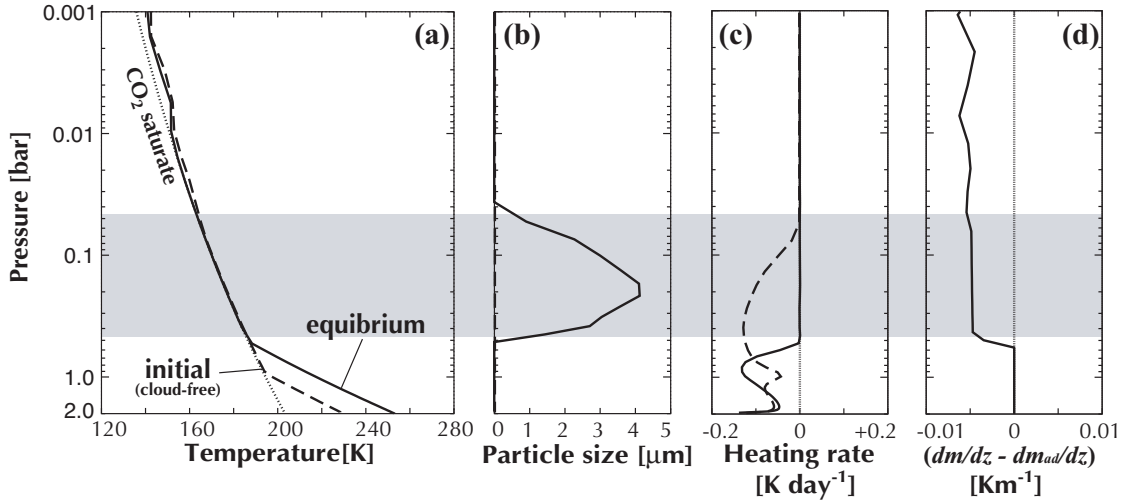 (a) (b) (c) (d)
0.001
0.01
0.1
1.0
2.0
Pressure [bar]
CO2 saturate
equibrium
initial
(cloud-free)
120 160 200 240 280
Temperature[K]
0 1 2 3 4 5
Particle size [μm]
-0.2 0 +0.2
Heating rate
[K day-1]
-0.01 0 0.01
(dm/dz - dmad/dz)
[Km-1]